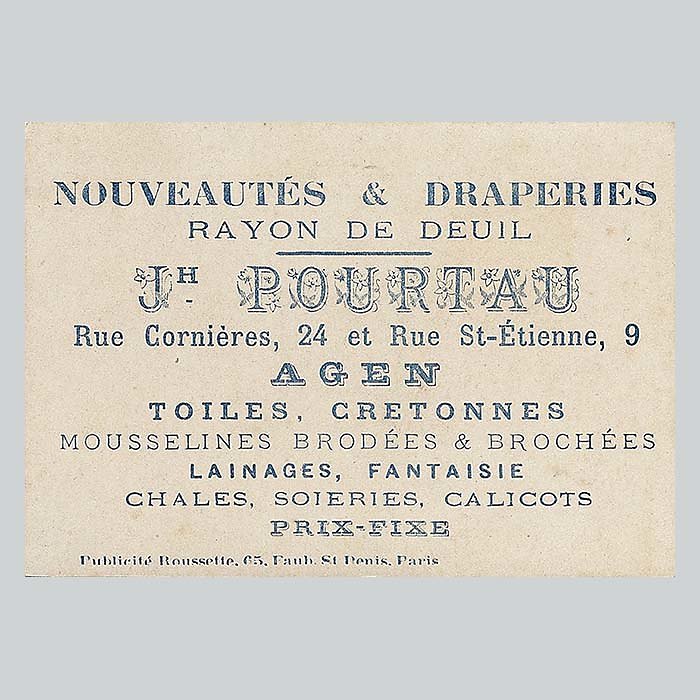 NOUVEAUTÉS & DRAPERIES
RAYON DE DEUIL
JH POURTAU
Rue Cornières, 24 et Rue St-Étienne, 9
AGEN
TOILES, CRETONNES
MOUSSELINES BRODÉES & BROCHÉES
LAINAGES, FANTAISIE
CHALES, SOIERIES, CALICOTS
PRIX-FIXE
Publicité Roussette, 65, Faub. St Denis, Paris